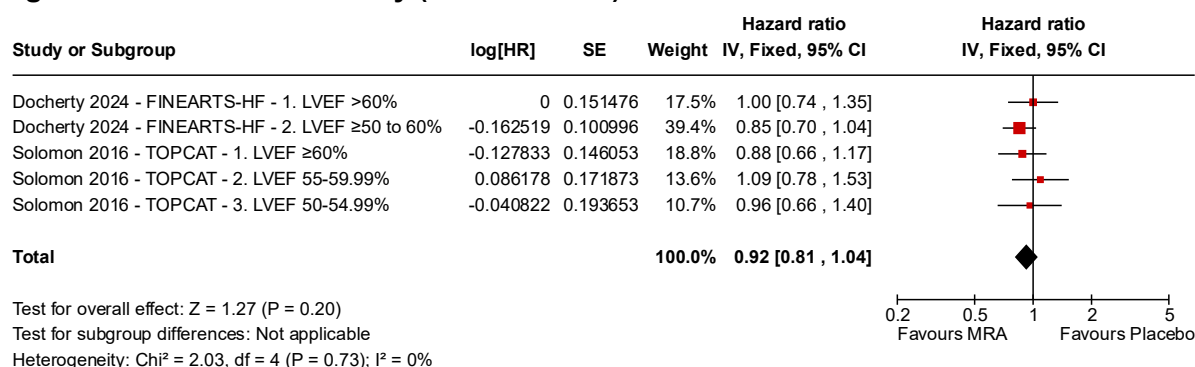 Hazard ratio Hazard ratio
Study or Subgroup log[HR] SE Weight IV, Fixed, 95% CI IV, Fixed, 95% CI
Docherty 2024 - FINEARTS-HF - 1. LVEF >60% 0 0.151476 17.5% 1.00 [0.74 , 1.35]
Docherty 2024 - FINEARTS-HF - 2. LVEF ≥50 to 60% -0.162519 0.100996 39.4% 0.85 [0.70 , 1.04]
Solomon 2016 - TOPCAT - 1. LVEF ≥60% -0.127833 0.146053 18.8% 0.88 [0.66 , 1.17]
Solomon 2016 - TOPCAT - 2. LVEF 55-59.99% 0.086178 0.171873 13.6% 1.09 [0.78 , 1.53]
Solomon 2016 - TOPCAT - 3. LVEF 50-54.99% -0.040822 0.193653 10.7% 0.96 [0.66 , 1.40]
Total 100.0% 0.92 [0.81 , 1.04]
Test for overall effect: Z = 1.27 (P = 0.20)
Test for subgroup differences: Not applicable
Heterogeneity: Chi² = 2.03, df = 4 (P = 0.73); I² = 0%
0.2 0.5 1 2 5
Favours MRA Favours Placebo